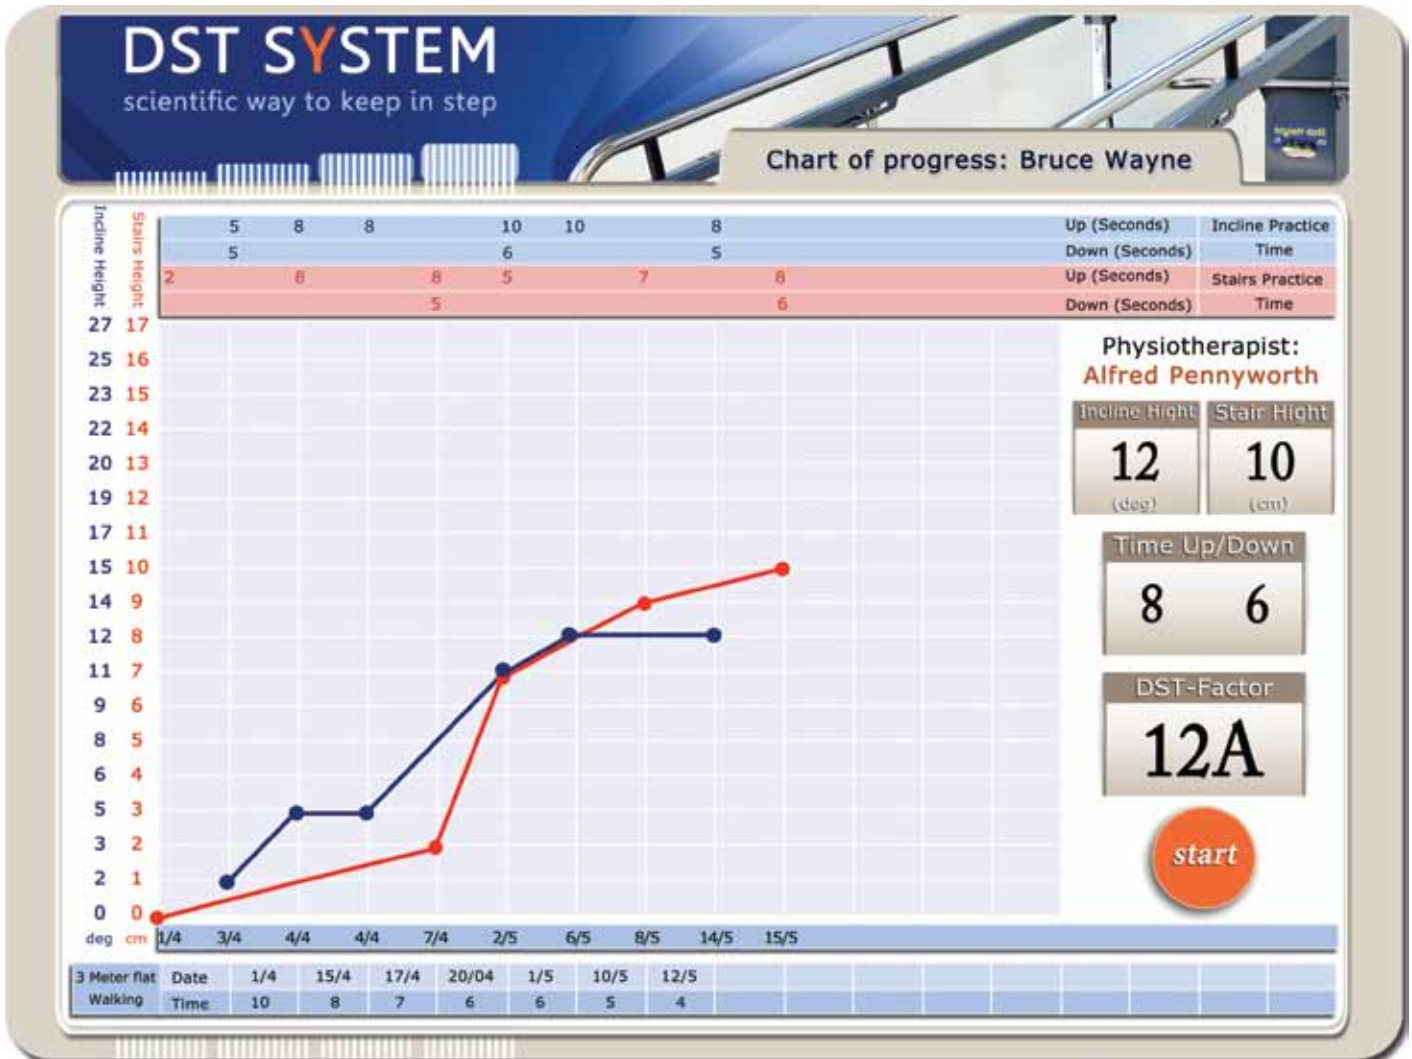 DST SYSTEM
scientific way to keep in step
Chart of progress: Bruce Wayne
Incline Height
Stairs Height
5 8 8 10 10 8 Up (Seconds) Incline Practice
5 6 5 Down (Seconds) Time
2 8 8 5 7 8 Up (Seconds) Stairs Practice
5 6 Down (Seconds) Time
27 17
25 16
23 15
22 14
20 13
19 12
17 11
15 10
14 9
12 8
11 7
9 6
8 5
6 4
5 3
3 2
2 1
0 0
deg cm 1/4 3/4 4/4 4/4 7/4 2/5 6/5 8/5 14/5 15/5
Physiotherapist:
Alfred Pennyworth
Incline Hight Stair Hight
12 10
(deg) (cm)
Time Up/Down
8 6
DST-Factor
12A
start
3 Meter flat Date 1/4 15/4 17/4 20/04 1/5 10/5 12/5
Walking Time 10 8 7 6 6 5 4